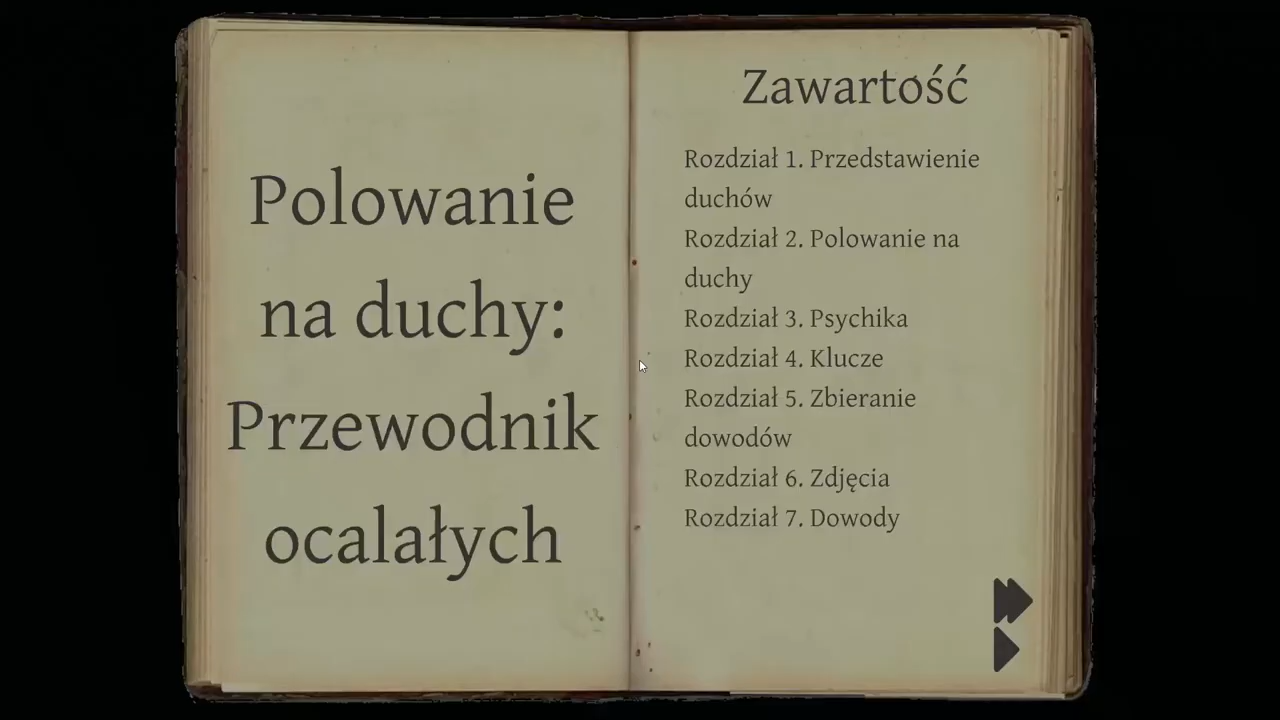 Polowanie
na duchy:
Przewodnik
ocalałych
Zawartość
Rozdział 1. Przedstawienie
duchów
Rozdział 2. Polowanie na
duchy
Rozdział 3. Psychika
Rozdział 4. Klucze
Rozdział 5. Zbieranie
dowodów
Rozdział 6. Zdjęcia
Rozdział 7. Dowody